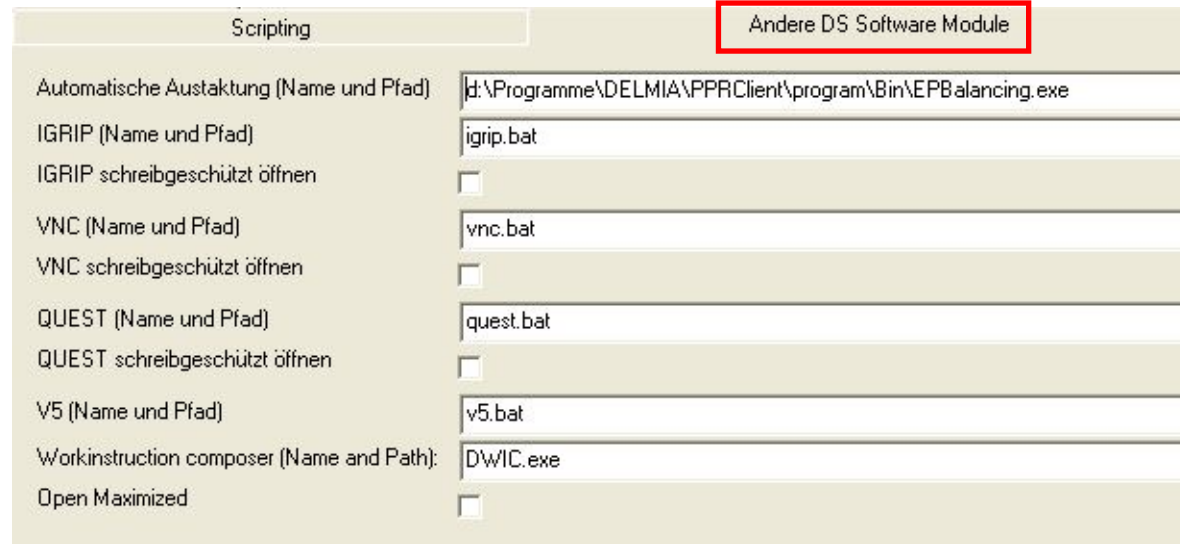 Scripting
Andere DS Software Module
Automatische Austaktung (Name und Pfad) d:\Programme\DELMIA\PPRClient\program\Bin\EPBalancing.exe
IGRIP (Name und Pfad) igrip.bat
IGRIP schreibgeschützt öffnen
VNC (Name und Pfad) vnc.bat
VNC schreibgeschützt öffnen
QUEST (Name und Pfad) quest.bat
QUEST schreibgeschützt öffnen
V5 (Name und Pfad) v5.bat
Workinstruction composer (Name and Path): DWIC.exe
Open Maximized